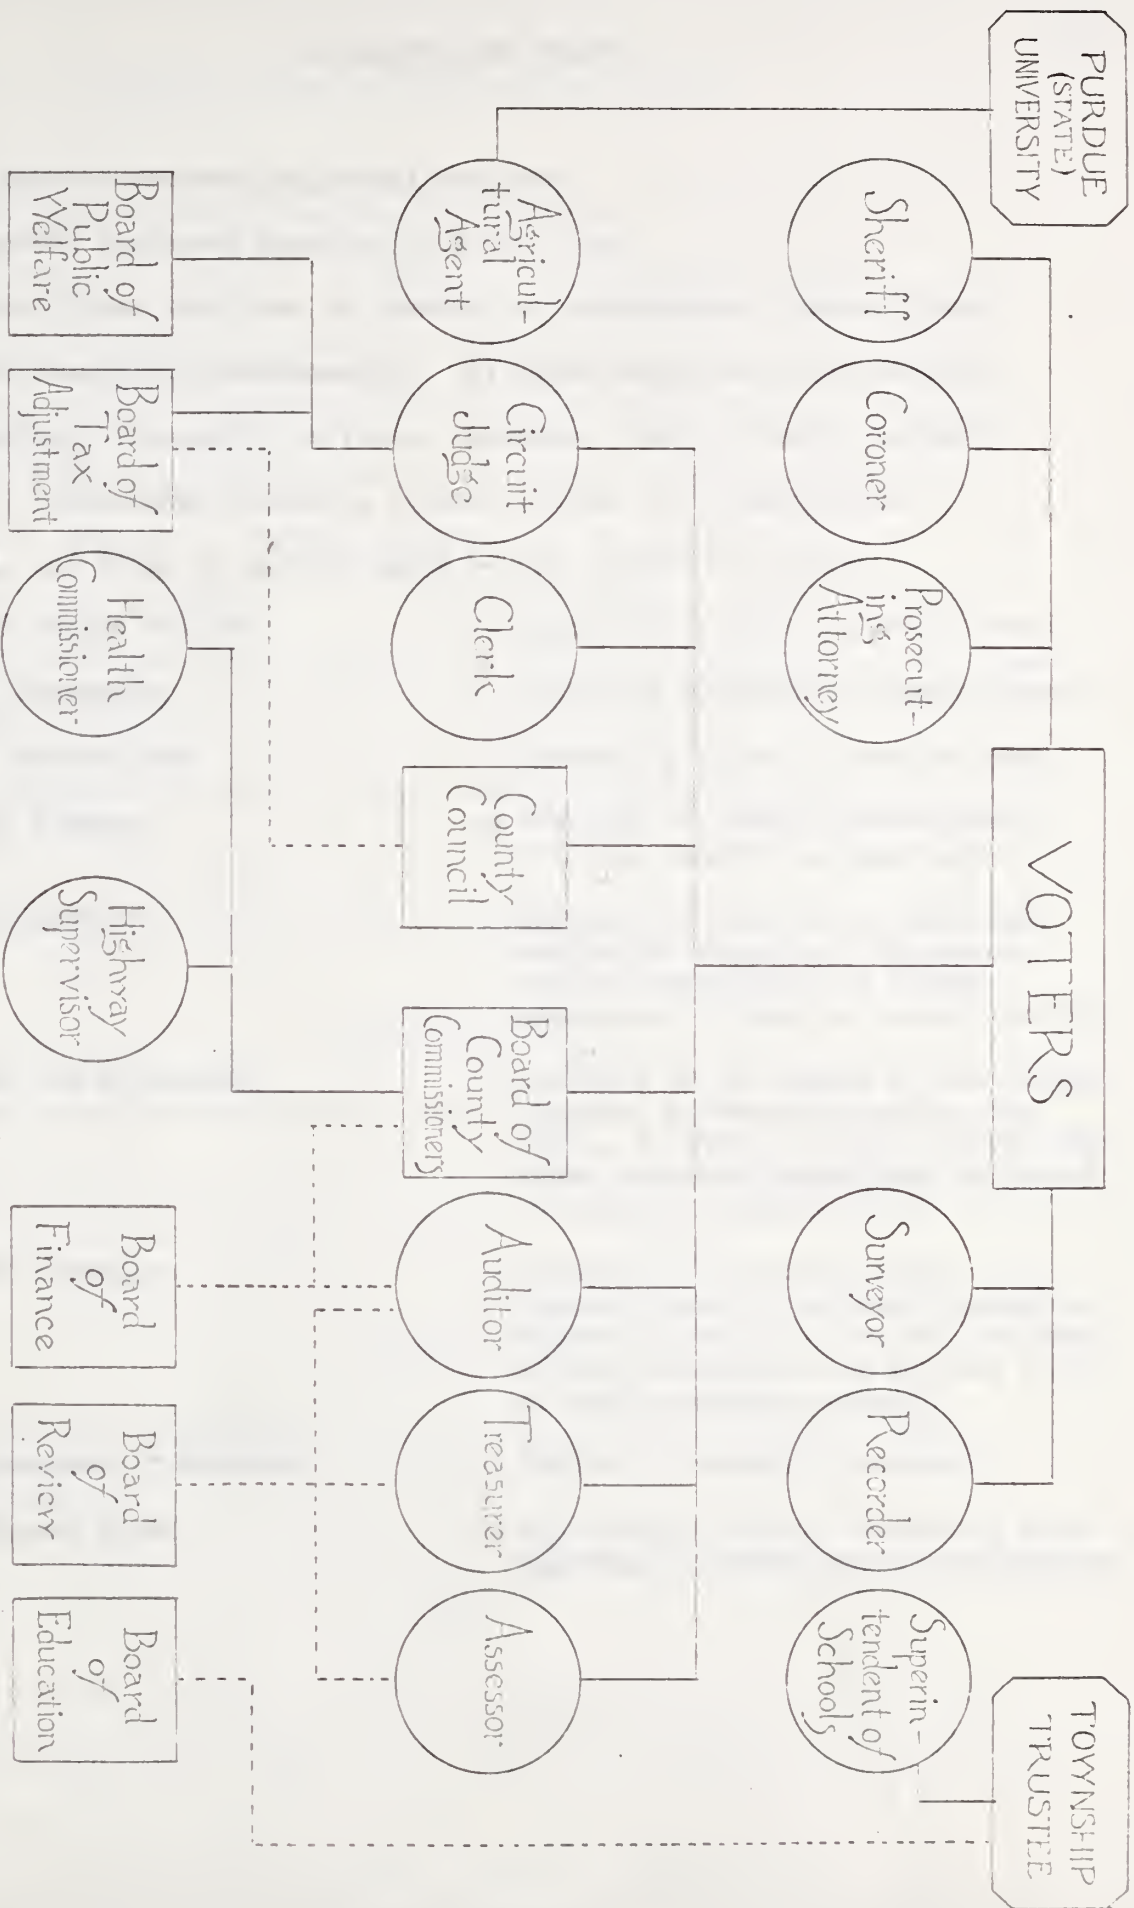 PURDUE
(STATE)
UNIVERSITY
VOTERS
TOWNSHIP
TRUSTEE
Sheriff
Coroner
Prosecut-
ing
Attorney
Surveyor
Recorder
Superin-
tendent of
Schools
Agricul-
tural
Agent
Circuit
Judge
Clerk
County
Council
Board of
County
Commissioners
Auditor
Treasurer
Assessor
Board of
Public
Welfare
Board of
Tax
Adjustment
Health
Commissioner
Highway
Supervisor
Board
of
Finance
Board
of
Review
Board
of
Education